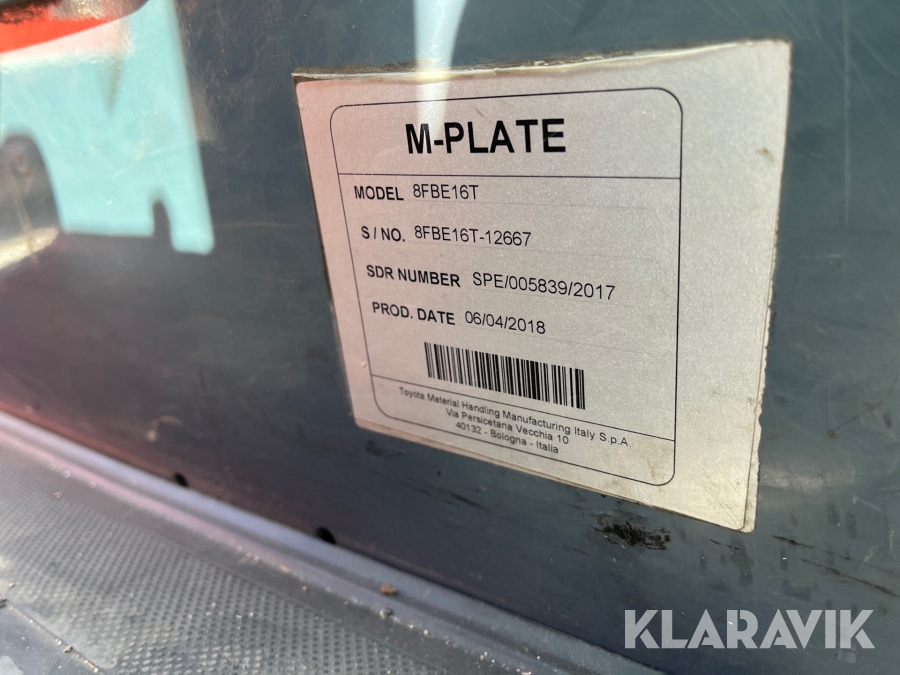 M-PLATE
MODEL 8FBE16T
S / NO. 8FBE16T-12667
SDR NUMBER SPE/005839/2017
PROD. DATE 06/04/2018
Toyota Material Handling Manufacturing Italy S.p.A.
Via Persicetana Vecchia 10
40132 - Bologna - Italia
KLARAVIK